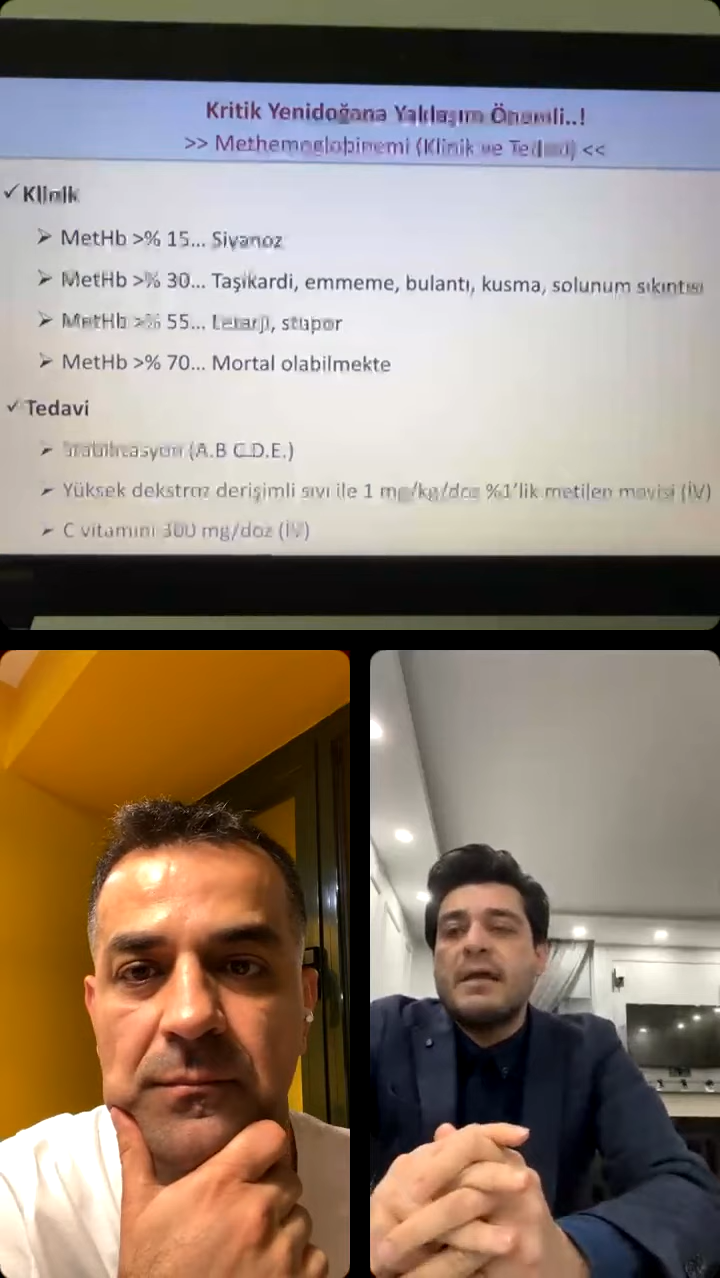 Kritik Yenidoğana Yaklaşım Önemli..!
>> Methemoglobinemi (Klinik ve Tedavi) <<
✓ Klinik
➢ MetHb >% 15... Siyanoz
➢ MetHb >% 30... Taşikardi, emmeme, bulantı, kusma, solunum sıkıntısı
➢ MetHb >% 55... Letarji, stupor
➢ MetHb >% 70... Mortal olabilmekte
✓ Tedavi
➢ Stabilizasyon (A.B.C.D.E.)
➢ Yüksek dekstroz derişimli sıvı ile 1 mg/kg/doz %1'lik metilen mavisi (İV)
➢ C vitamini 300 mg/doz (İV)